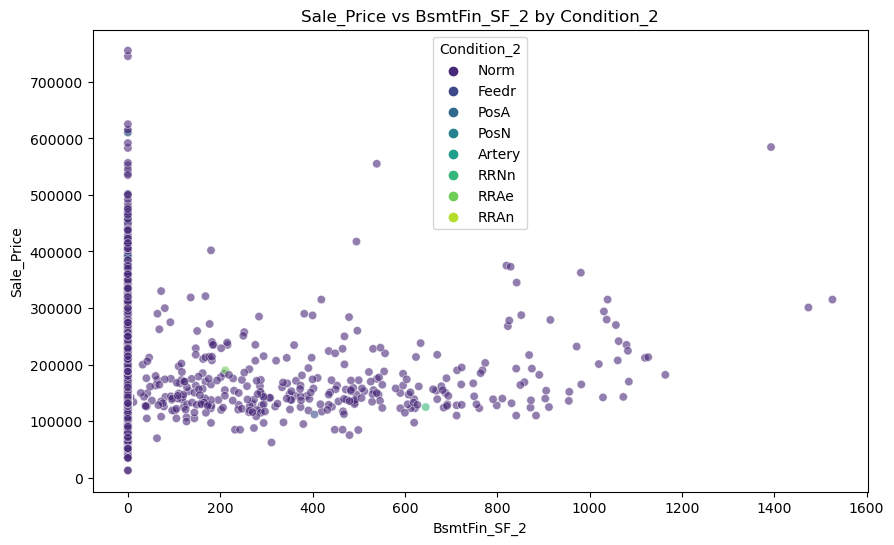 Sale_Price vs BsmtFin_SF_2 by Condition_2
Condition_2
Norm
Feedr
PosA
PosN
Artery
RRNn
RRAe
RRAn
700000
600000
500000
400000
300000
200000
100000
0
Sale_Price
0 200 400 600 800 1000 1200 1400 1600
BsmtFin_SF_2